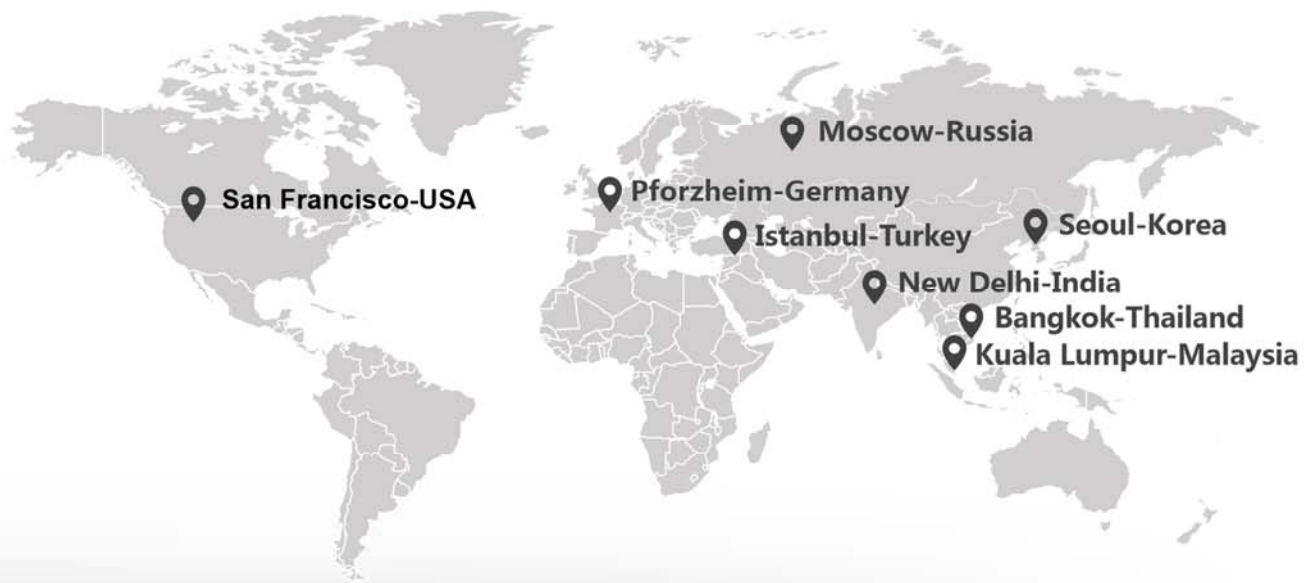 Moscow-Russia
San Francisco-USA
Pforzheim-Germany
Seoul-Korea
Istanbul-Turkey
New Delhi-India
Bangkok-Thailand
Kuala Lumpur-Malaysia